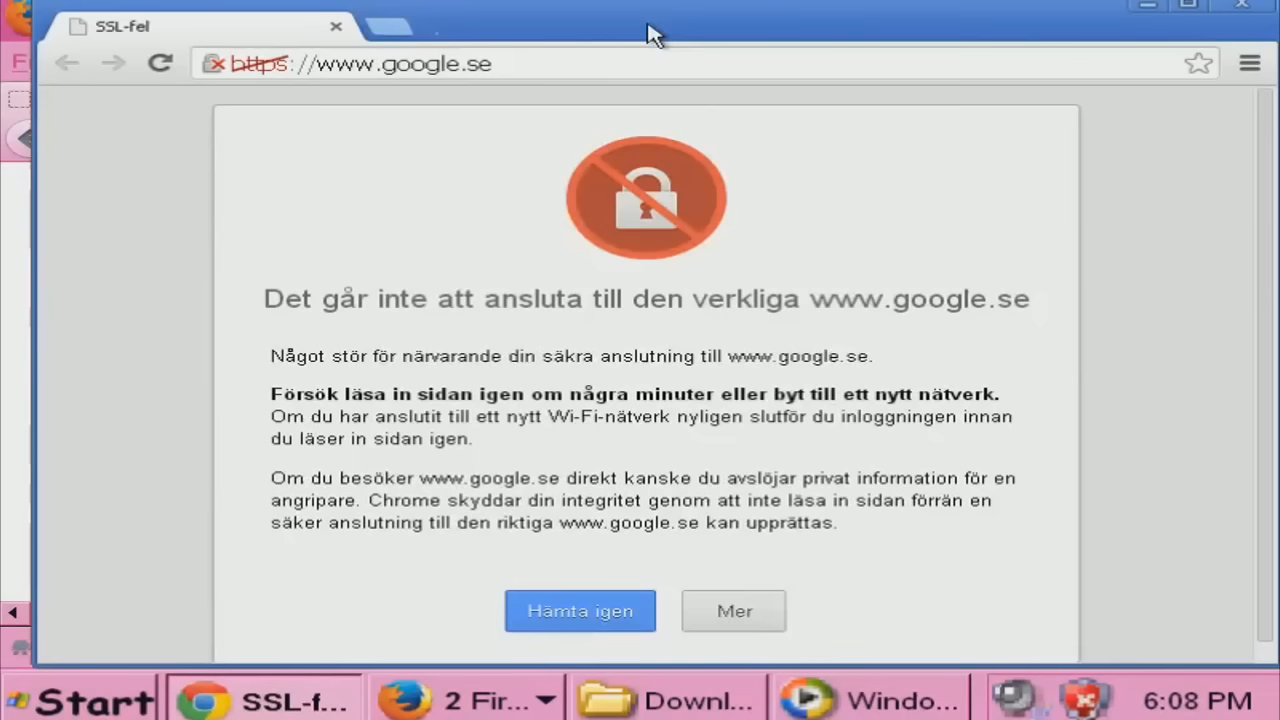 SSL-fel
https://www.google.se
Det går inte att ansluta till den verkliga www.google.se
Något stör för närvarande din säkra anslutning till www.google.se.
Försök läsa in sidan igen om några minuter eller byt till ett nytt nätverk.
Om du har anslutit till ett nytt Wi-Fi-nätverk nyligen slutför du inloggningen innan
du läser in sidan igen.
Om du besöker www.google.se direkt kanske du avslöjar privat information för en
angripare. Chrome skyddar din integritet genom att inte läsa in sidan förrän en
säker anslutning till den riktiga www.google.se kan upprättas.
Hämta igen
Mer
Start
SSL-f...
2 Fir...
Downl...
Windo...
6:08 PM